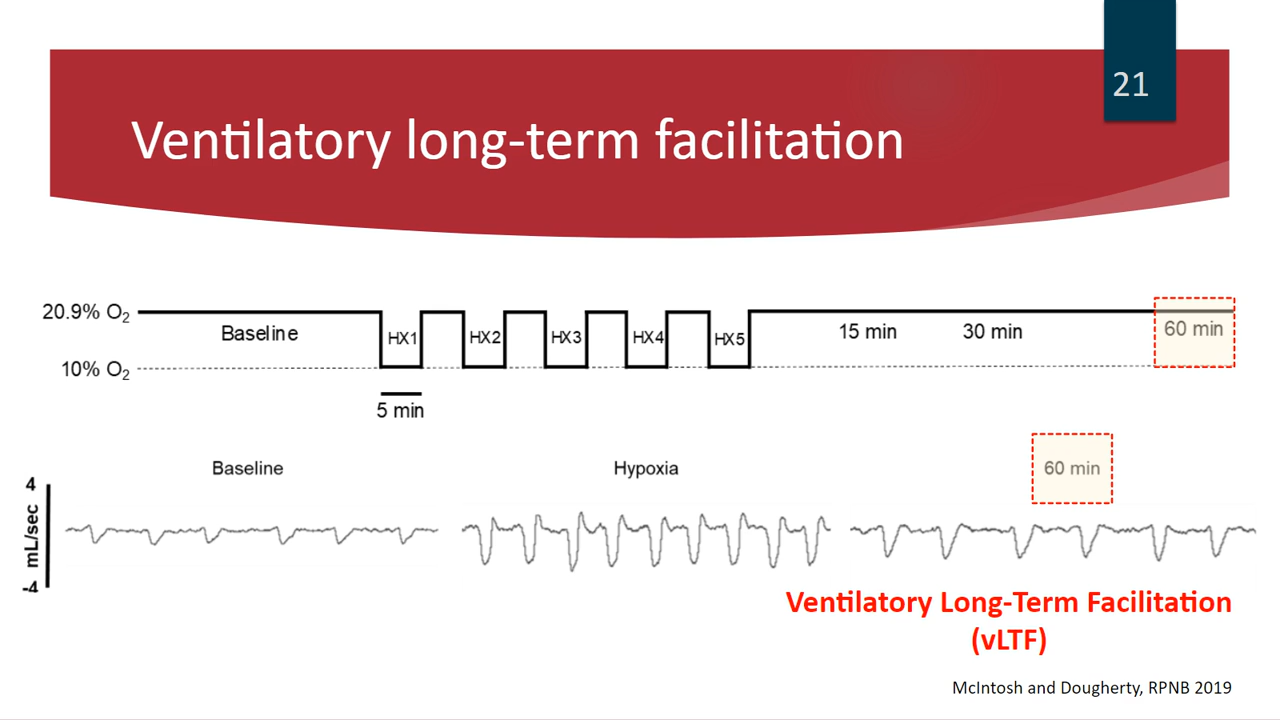 21
Ventilatory long-term facilitation
20.9% O₂
Baseline
HX1
HX2
HX3
HX4
HX5
15 min
30 min
60 min
10% O₂
5 min
Baseline
Hypoxia
60 min
4
mL/sec
-4
Ventilatory Long-Term Facilitation
(vLTF)
McIntosh and Dougherty, RPNB 2019